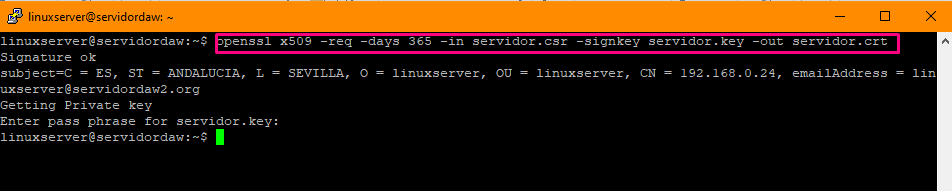 linuxserver@servidordaw: ~
linuxserver@servidordaw:~$ openssl x509 -req -days 365 -in servidor.csr -signkey servidor.key -out servidor.crt
Signature ok
subject=C = ES, ST = ANDALUCIA, L = SEVILLA, O = linuxserver, OU = linuxserver, CN = 192.168.0.24, emailAddress = lin
uxserver@servidordaw2.org
Getting Private key
Enter pass phrase for servidor.key:
linuxserver@servidordaw:~$